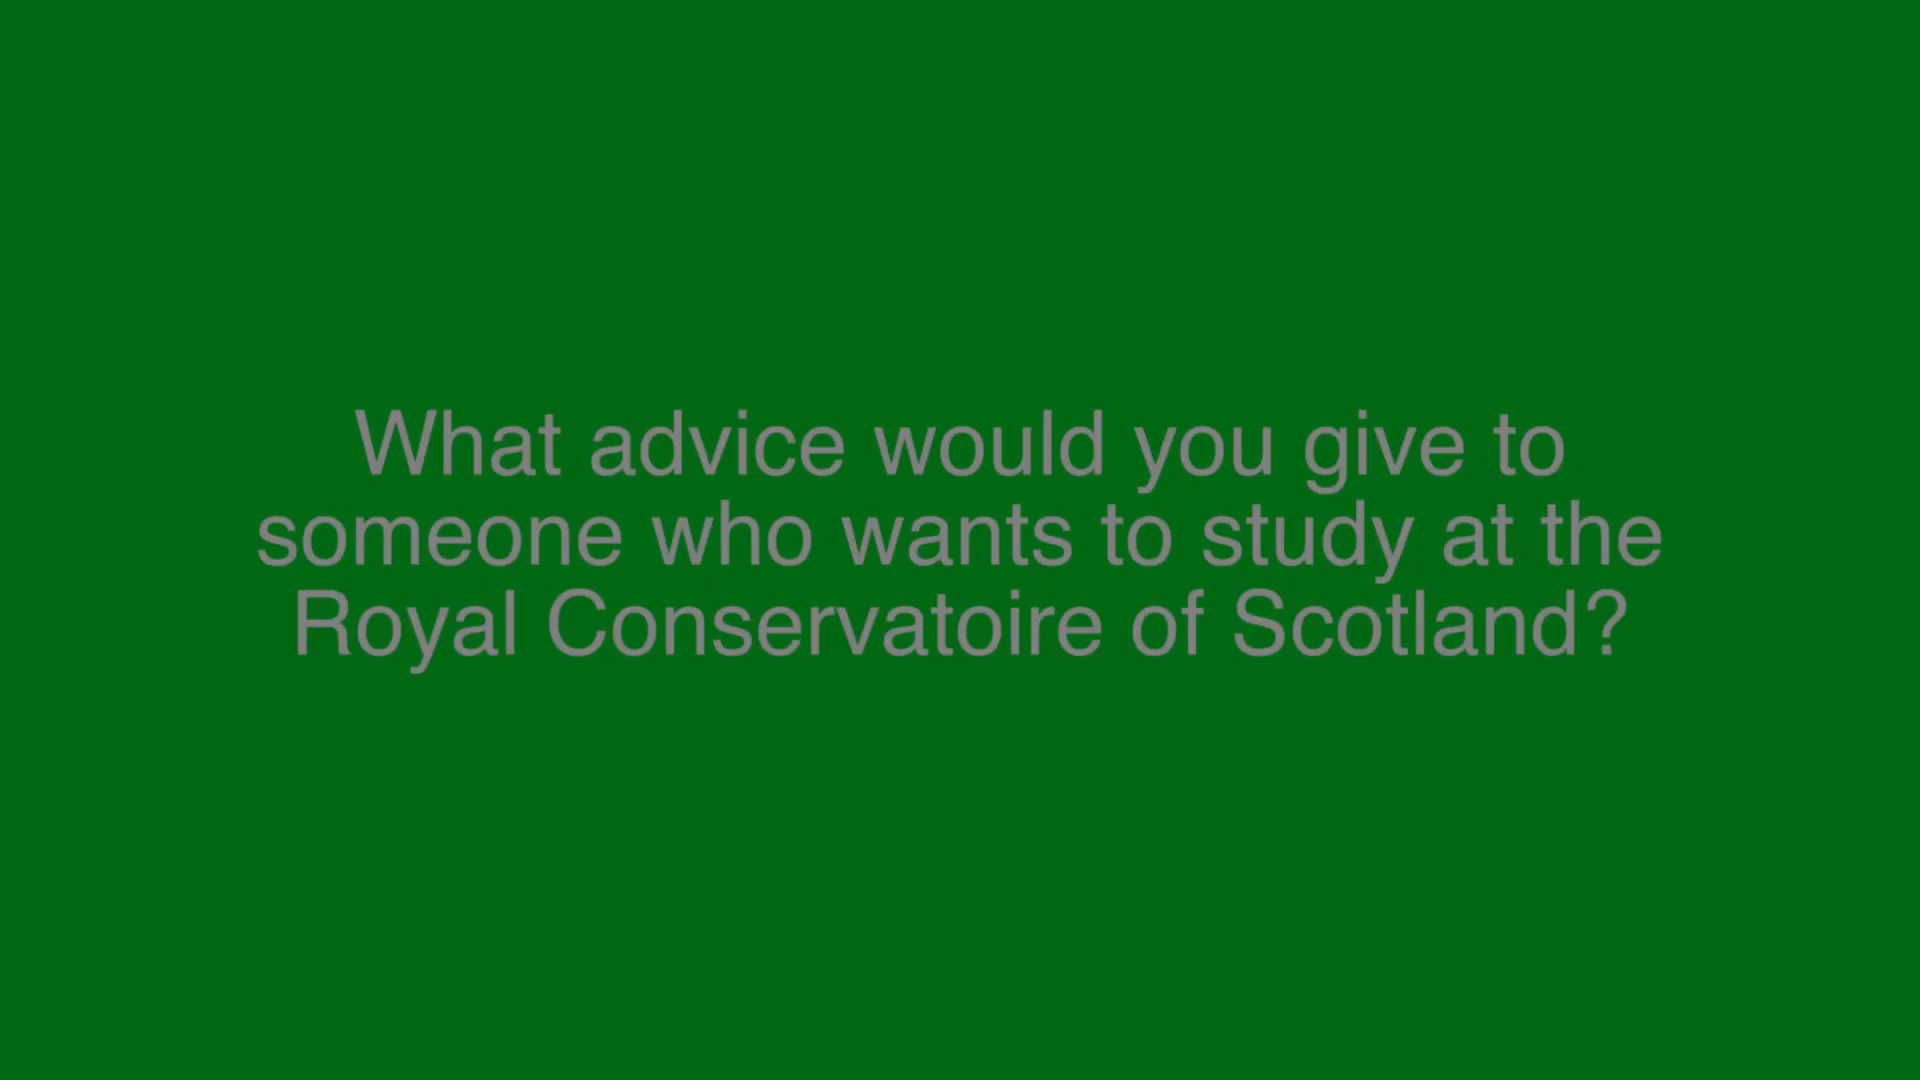 What advice would you give to
someone who wants to study at the
Royal Conservatoire of Scotland?